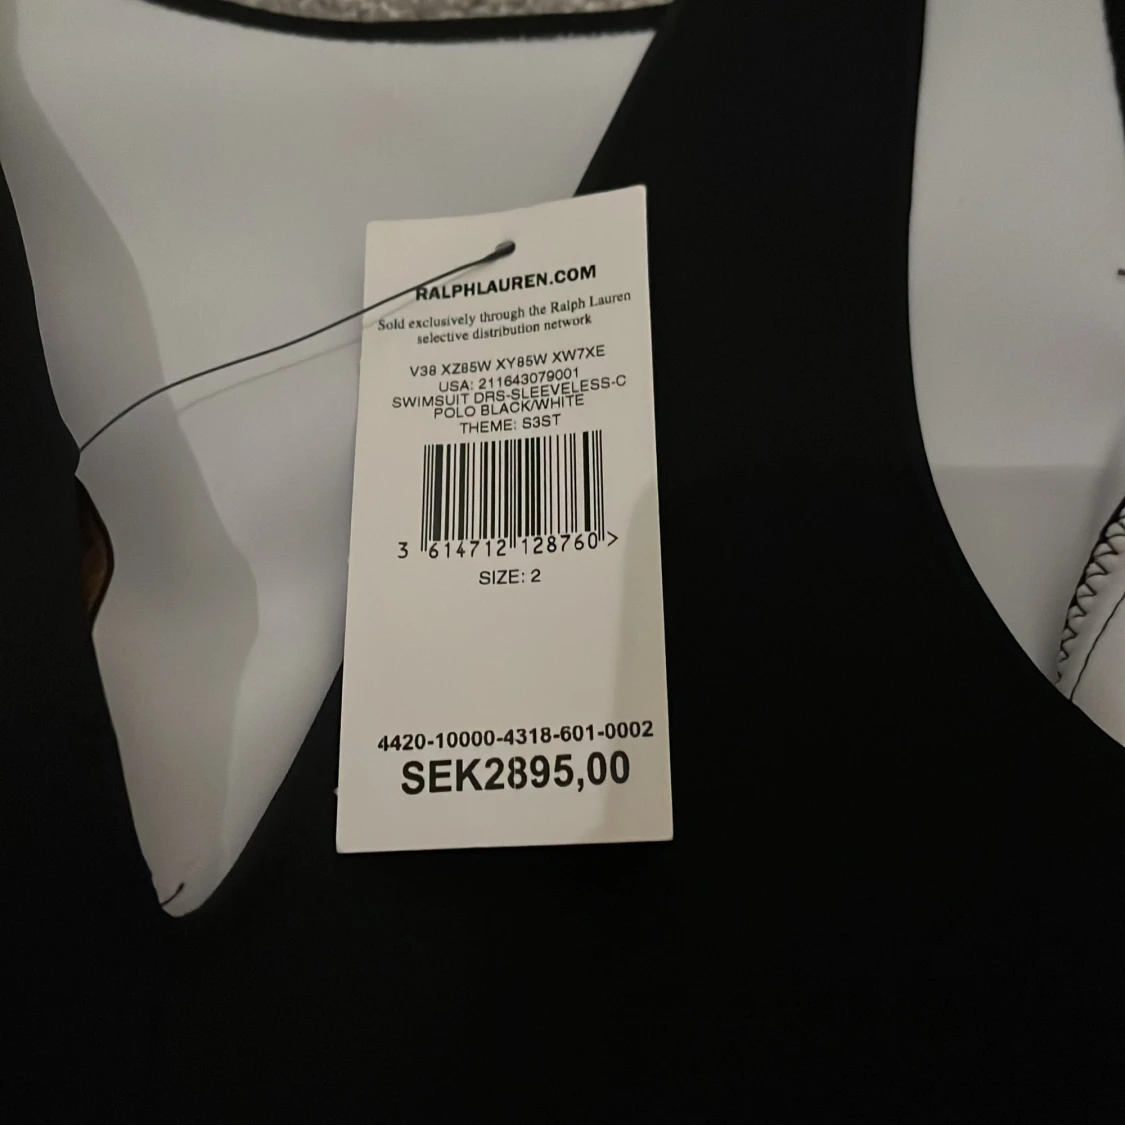 RALPHLAUREN.COM
Sold exclusively through the Ralph Lauren
selective distribution network
V38 XZ85W XY85W XW7XE
USA: 211643079001
SWIMSUIT DRS-SLEEVELESS-C
POLO BLACK/WHITE
THEME: S3ST
3 614712 128760 >
SIZE: 2
4420-10000-4318-601-0002
SEK2895,00